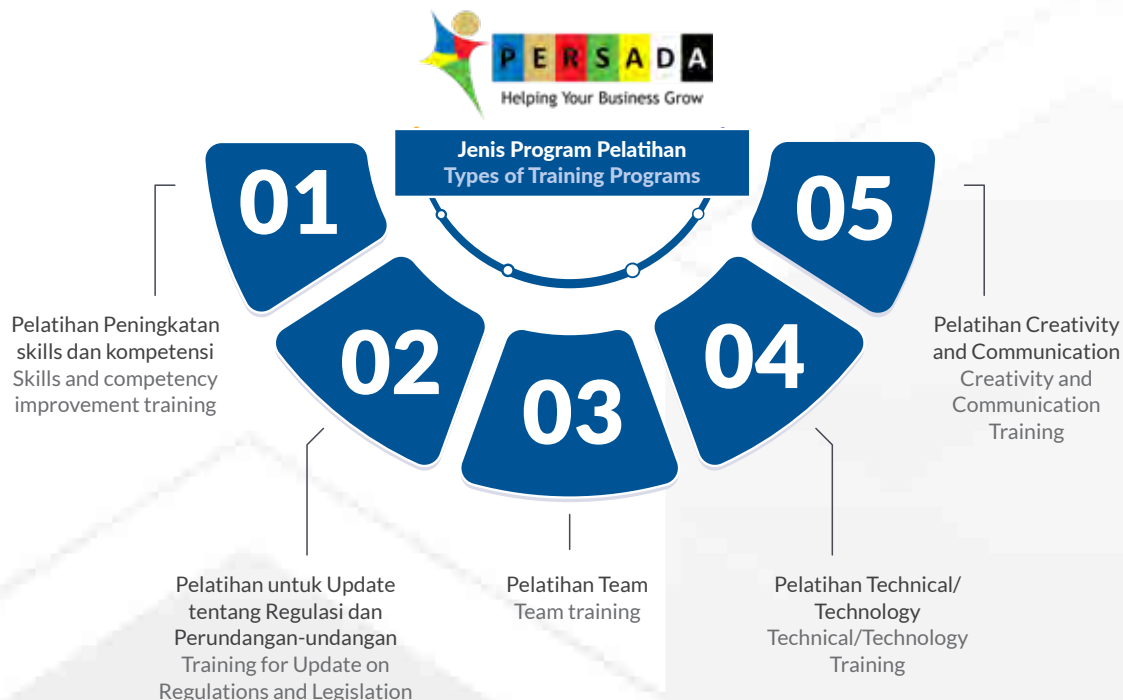 PERSADA
Helping Your Business Grow
Jenis Program Pelatihan
Types of Training Programs
01
Pelatihan Peningkatan
skills dan kompetensi
Skills and competency
improvement training
02
Pelatihan untuk Update
tentang Regulasi dan
Perundangan-undangan
Training for Update on
Regulations and Legislation
03
Pelatihan Team
Team training
04
Pelatihan Technical/
Technology
Technical/Technology
Training
05
Pelatihan Creativity
and Communication
Creativity and
Communication
Training